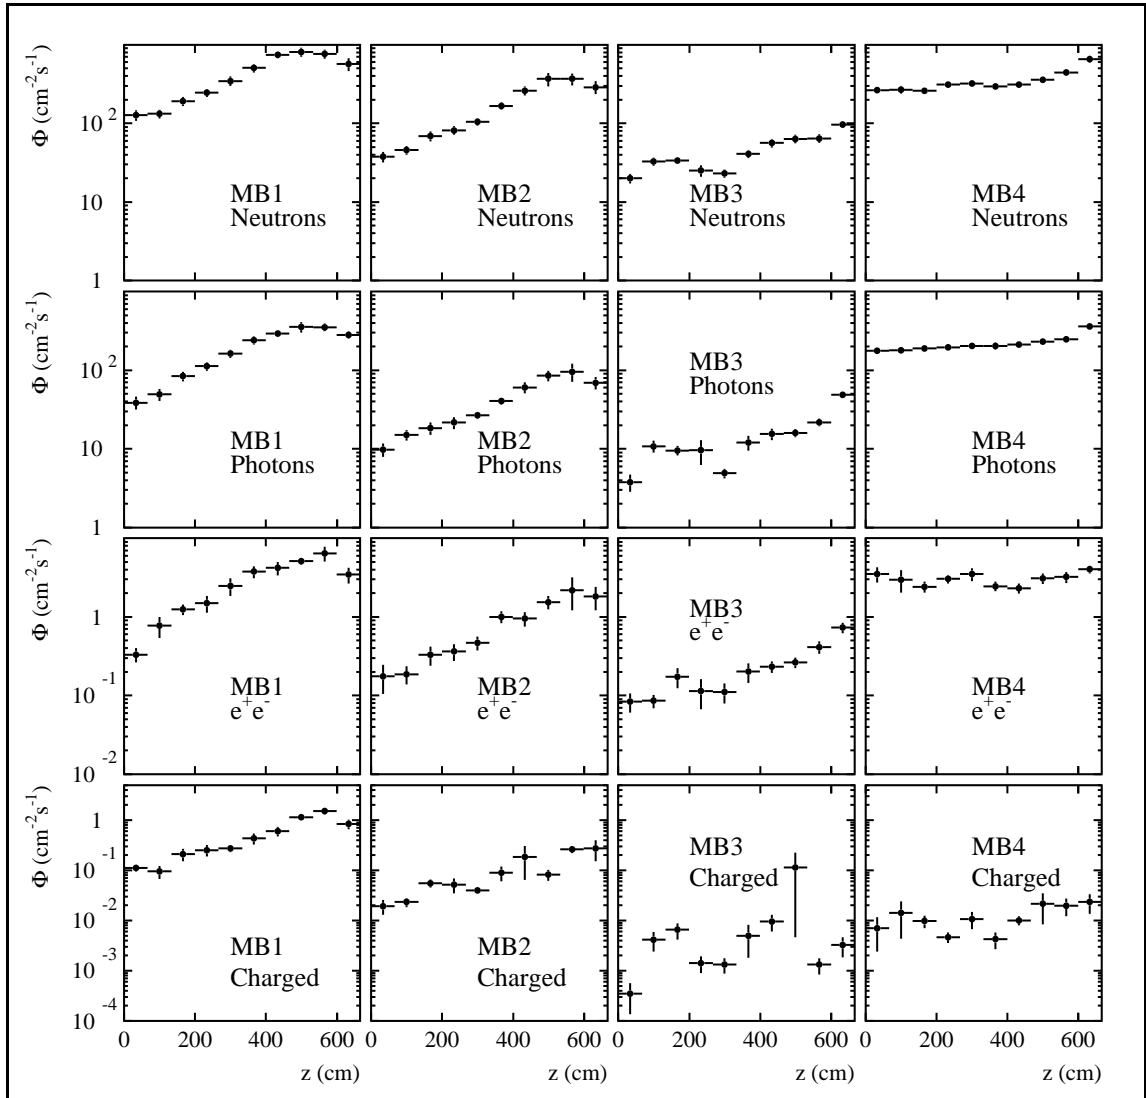 Φ (cm⁻²s⁻¹)
10²
10
1
MB1
Neutrons
MB2
Neutrons
MB3
Neutrons
MB4
Neutrons
Φ (cm⁻²s⁻¹)
10²
10
1
MB1
Photons
MB2
Photons
MB3
Photons
MB4
Photons
Φ (cm⁻²s⁻¹)
1
10⁻¹
10⁻²
MB1
e⁺e⁻
MB2
e⁺e⁻
MB3
e⁺e⁻
MB4
e⁺e⁻
Φ (cm⁻²s⁻¹)
1
10⁻¹
10⁻²
10⁻³
10⁻⁴
MB1
Charged
MB2
Charged
MB3
Charged
MB4
Charged
0 200 400 600 0 200 400 600 0 200 400 600 0 200 400 600
z (cm) z (cm) z (cm) z (cm)